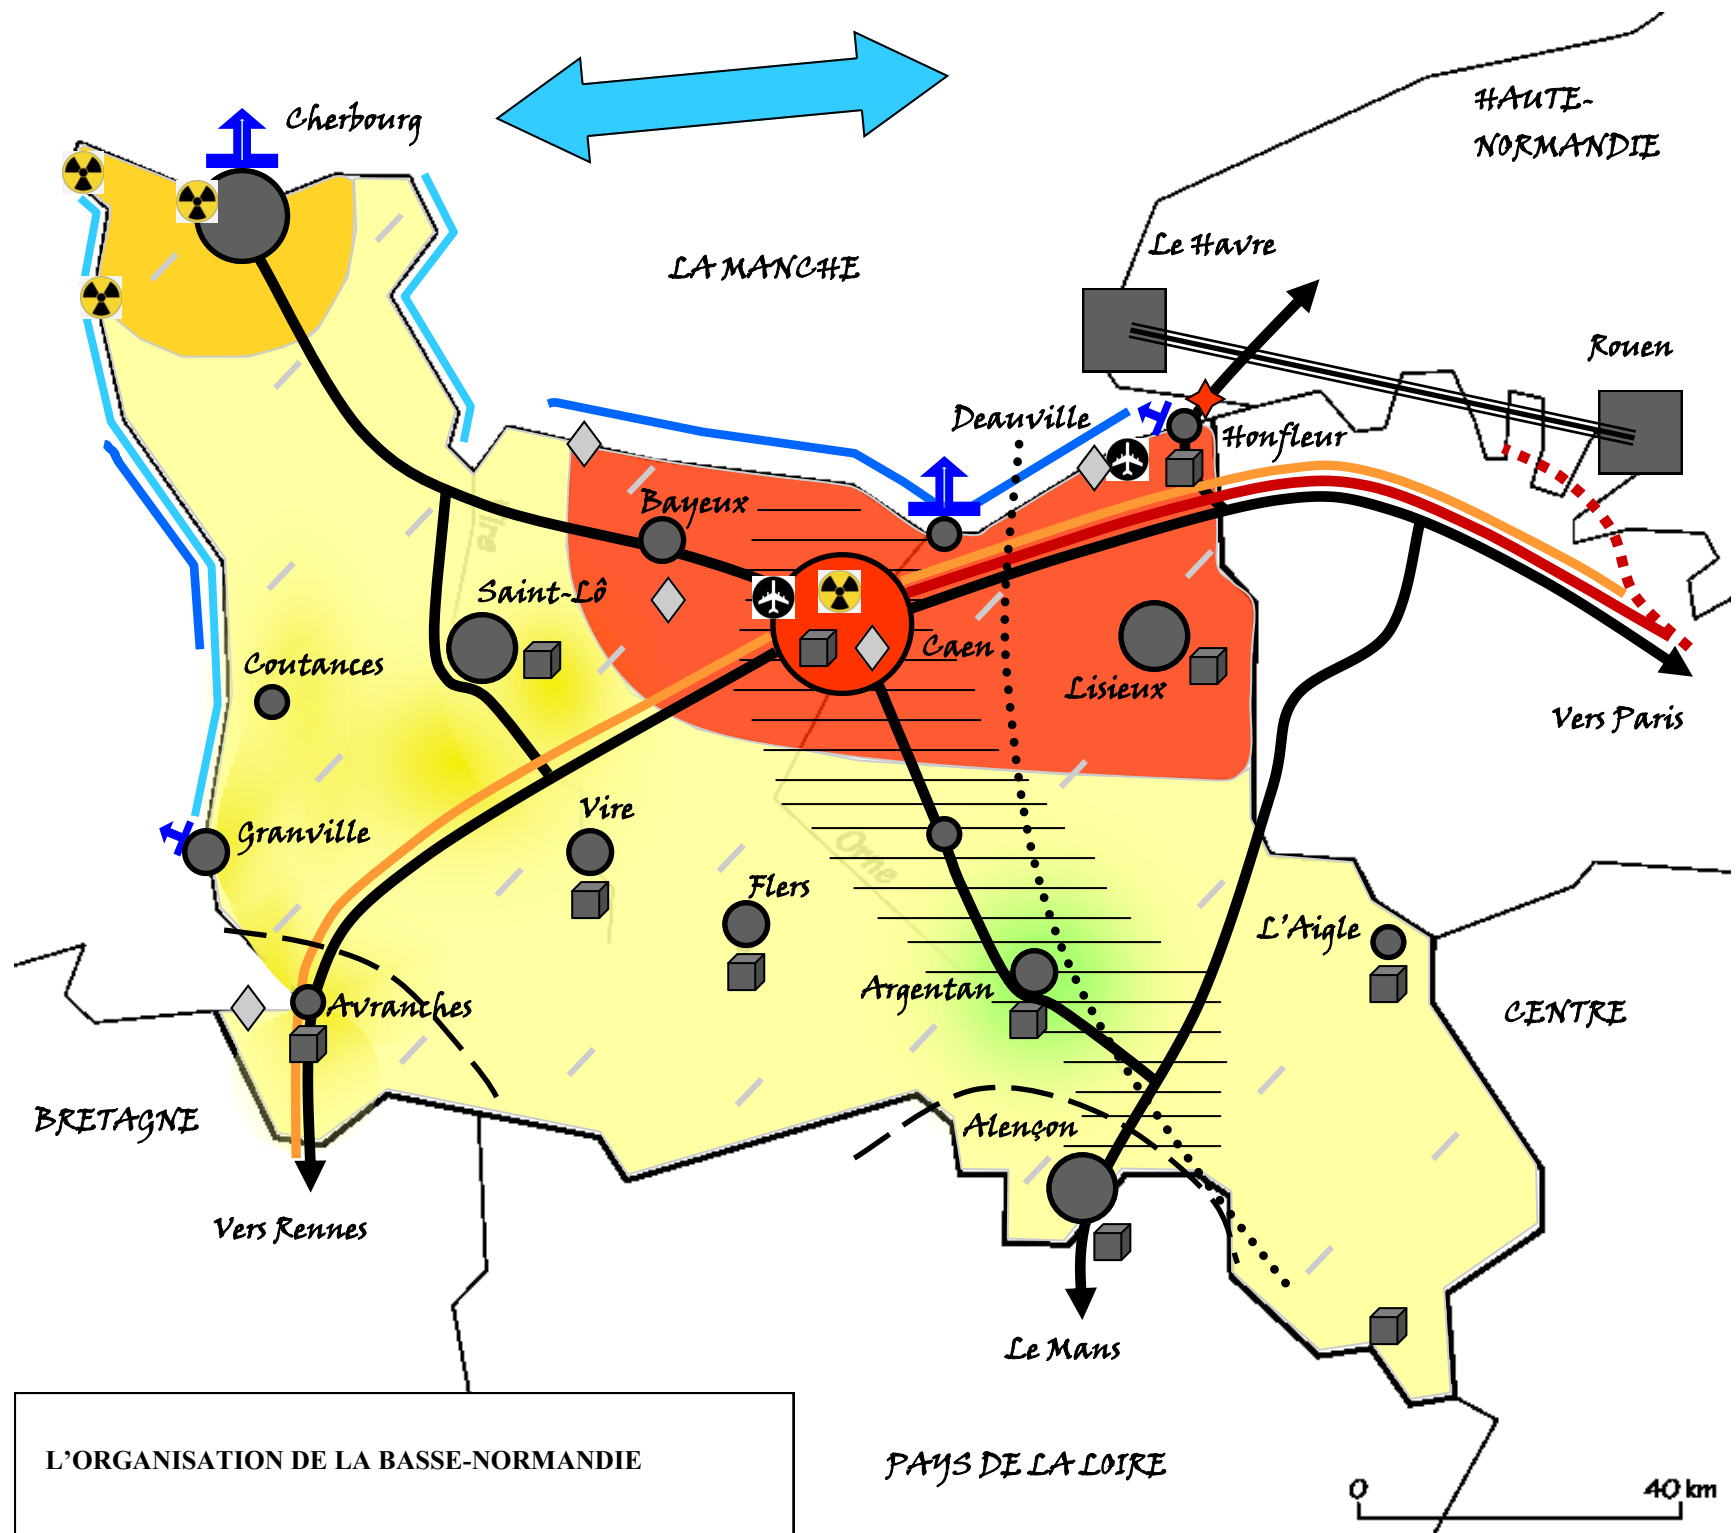 Cherbourg
HAUTE-
NORMANDIE
Le Havre
LA MANCHE
Rouen
Deauville
Honfleur
Bayeux
Saint-Lô
Caen
Coutances
Lisieux
Vers Paris
Vire
Granville
Orne
Flers
L'Aigle
Argentan
Avranches
CENTRE
BRETAGNE
Alençon
Vers Rennes
Le Mans
L'ORGANISATION DE LA BASSE-NORMANDIE
PAYS DE LA LOIRE
0 40 km